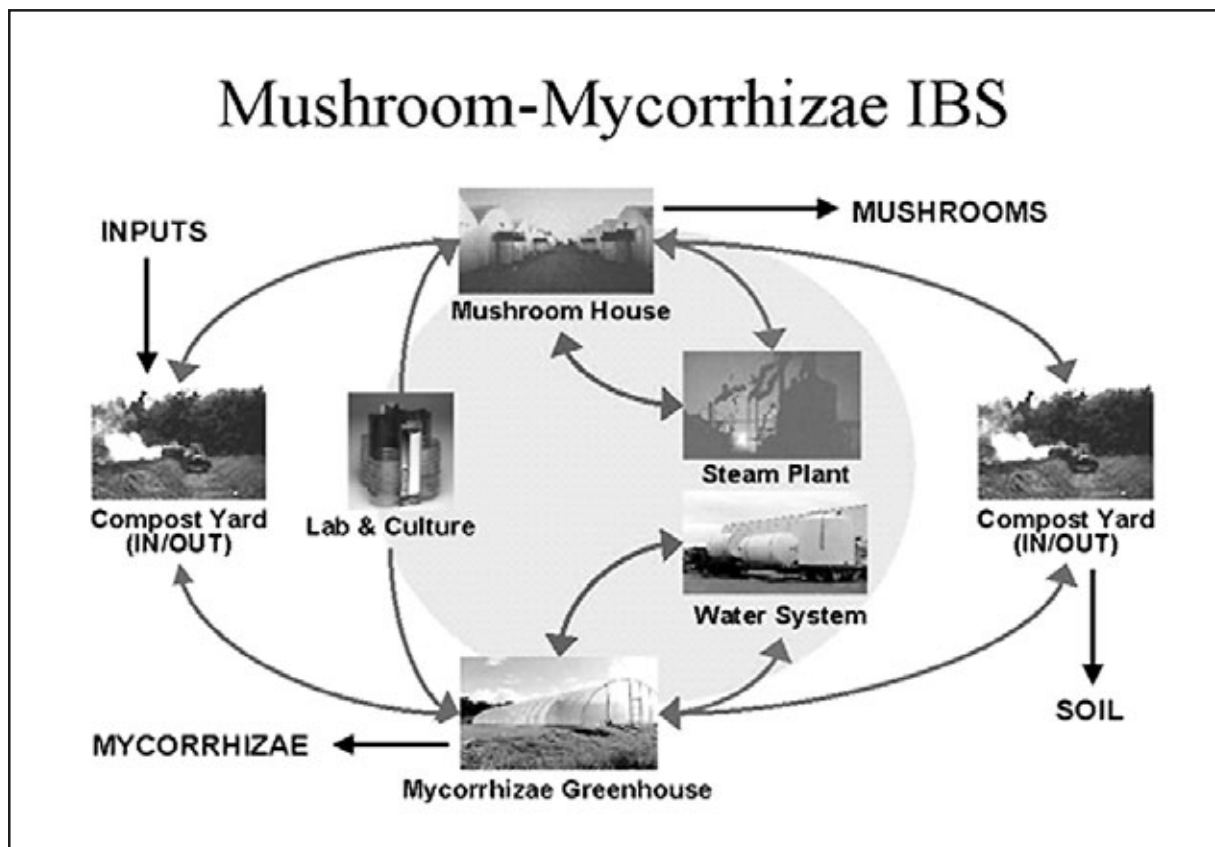 Mushroom-Mycorrhizae IBS
INPUTS
MUSHROOMS
Mushroom House
Steam Plant
Compost Yard
(IN/OUT)
Lab & Culture
Compost Yard
(IN/OUT)
Water System
SOIL
MYCORRHIZAE
Mycorrhizae Greenhouse